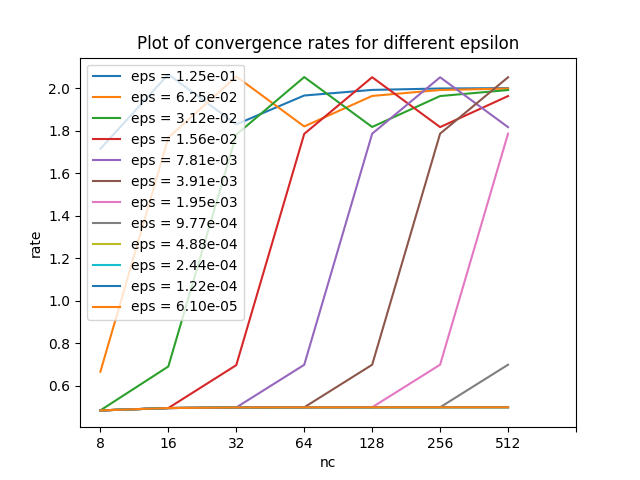 Plot of convergence rates for different epsilon
2.0
1.8
1.6
1.4
1.2
1.0
0.8
0.6
rate
eps = 1.25e-01
eps = 6.25e-02
eps = 3.12e-02
eps = 1.56e-02
eps = 7.81e-03
eps = 3.91e-03
eps = 1.95e-03
eps = 9.77e-04
eps = 4.88e-04
eps = 2.44e-04
eps = 1.22e-04
eps = 6.10e-05
8 16 32 64 128 256 512
nc